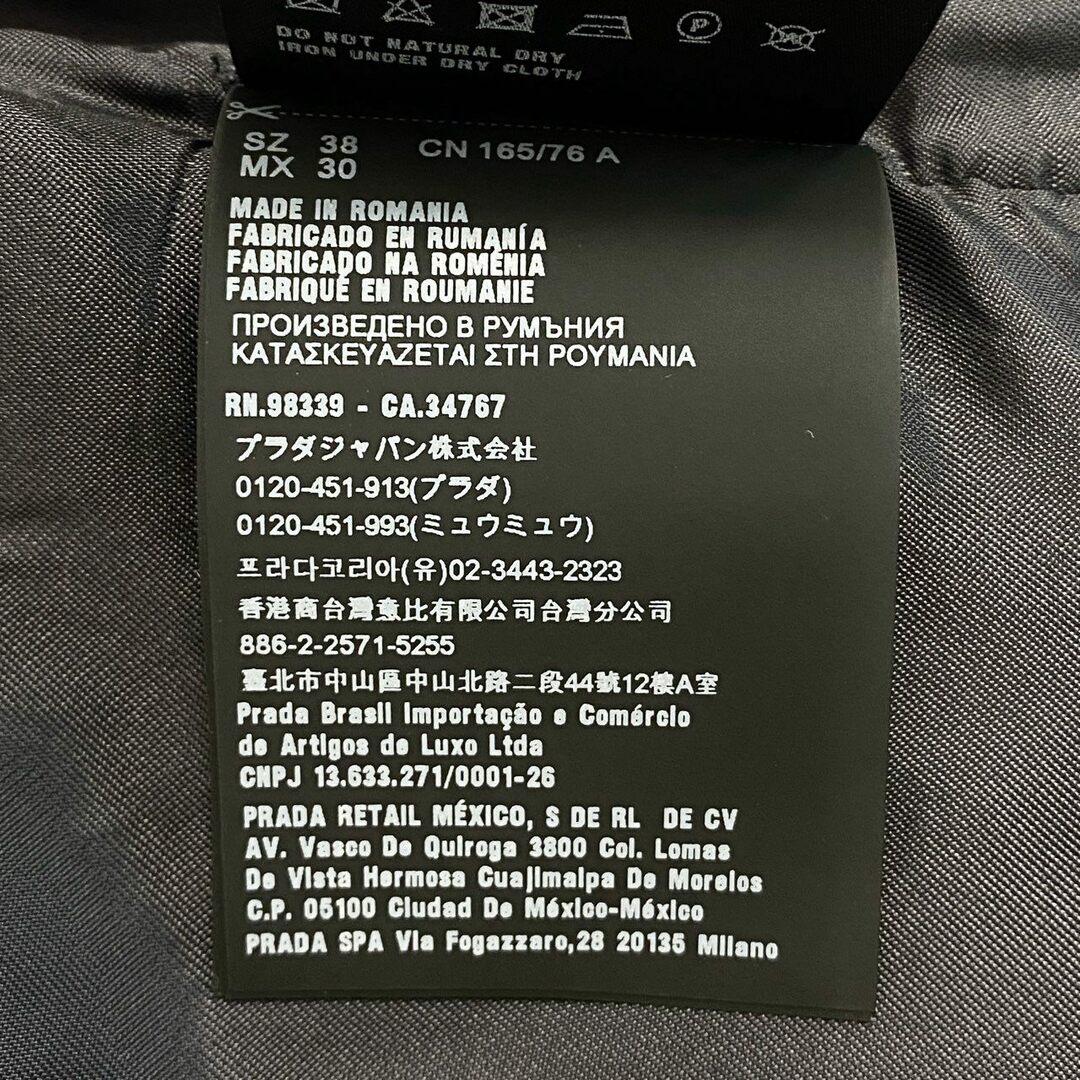 DO NOT NATURAL DRY
IRON UNDER DRY CLOTH
SZ 38 CN 165/76 A
MX 30
MADE IN ROMANIA
FABRICADO EN RUMANÍA
FABRICADO NA ROMÉNIA
FABRIQUÉ EN ROUMANIE
ПРОИЗВЕДЕНО В РУМЪНИЯ
ΚΑΤΑΣΚΕΥΑΖΕΤΑΙ ΣΤΗ ΡΟΥΜΑΝΙΑ
RN.98339 - CA.34767
プラダジャパン株式会社
0120-451-913(プラダ)
0120-451-993(ミュウミュウ)
프라다코리아(유)02-3443-2323
香港商台灣意比有限公司台灣分公司
886-2-2571-5255
臺北市中山區中山北路二段44號12樓A室
Prada Brasil Importação e Comércio
de Artigos de Luxo Ltda
CNPJ 13.633.271/0001-26
PRADA RETAIL MÉXICO, S DE RL DE CV
AV. Vasco De Quiroga 3800 Col. Lomas
De Vista Hermosa Cuajimalpa De Morelos
C.P. 05100 Ciudad De México-México
PRADA SPA Via Fogazzaro,28 20135 Milano